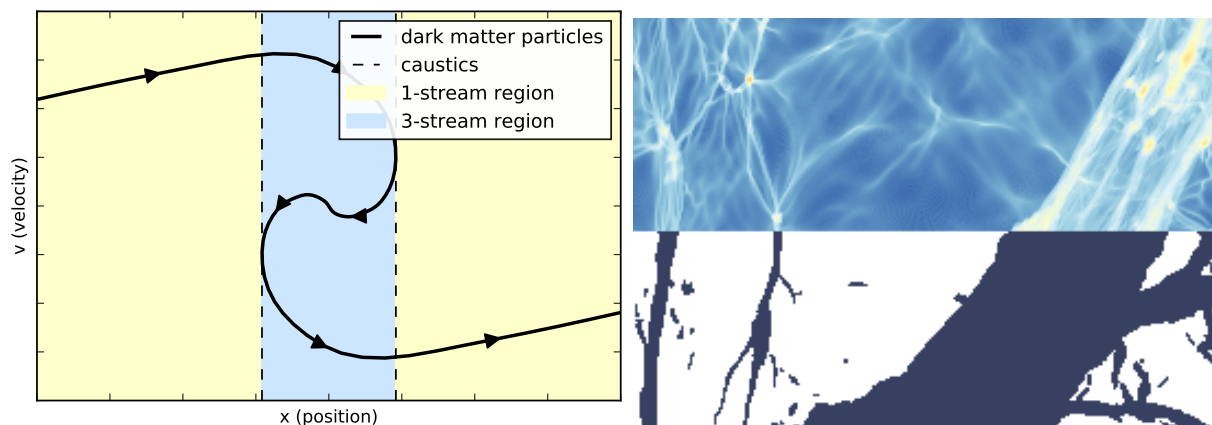 dark matter particles
caustics
1-stream region
3-stream region
v (velocity)
x (position)